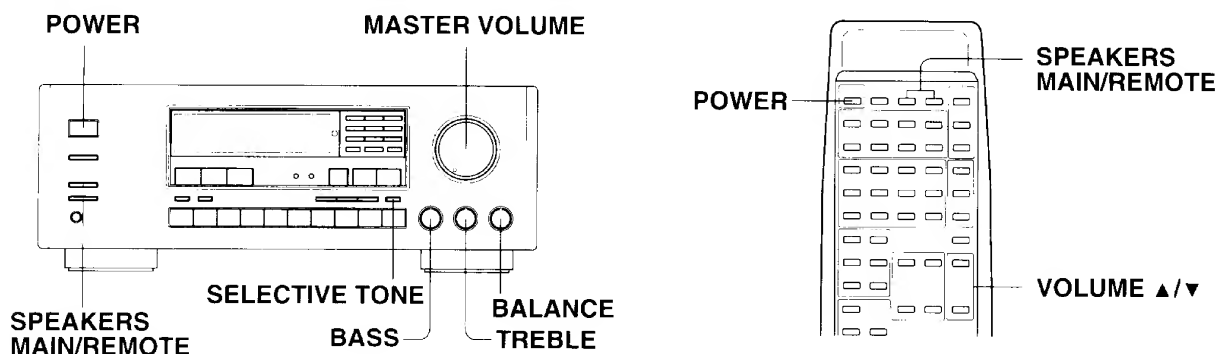 POWER
MASTER VOLUME
SELECTIVE TONE
BALANCE
SPEAKERS
MAIN/REMOTE
BASS
TREBLE
SPEAKERS
MAIN/REMOTE
POWER
VOLUME ▲/▼